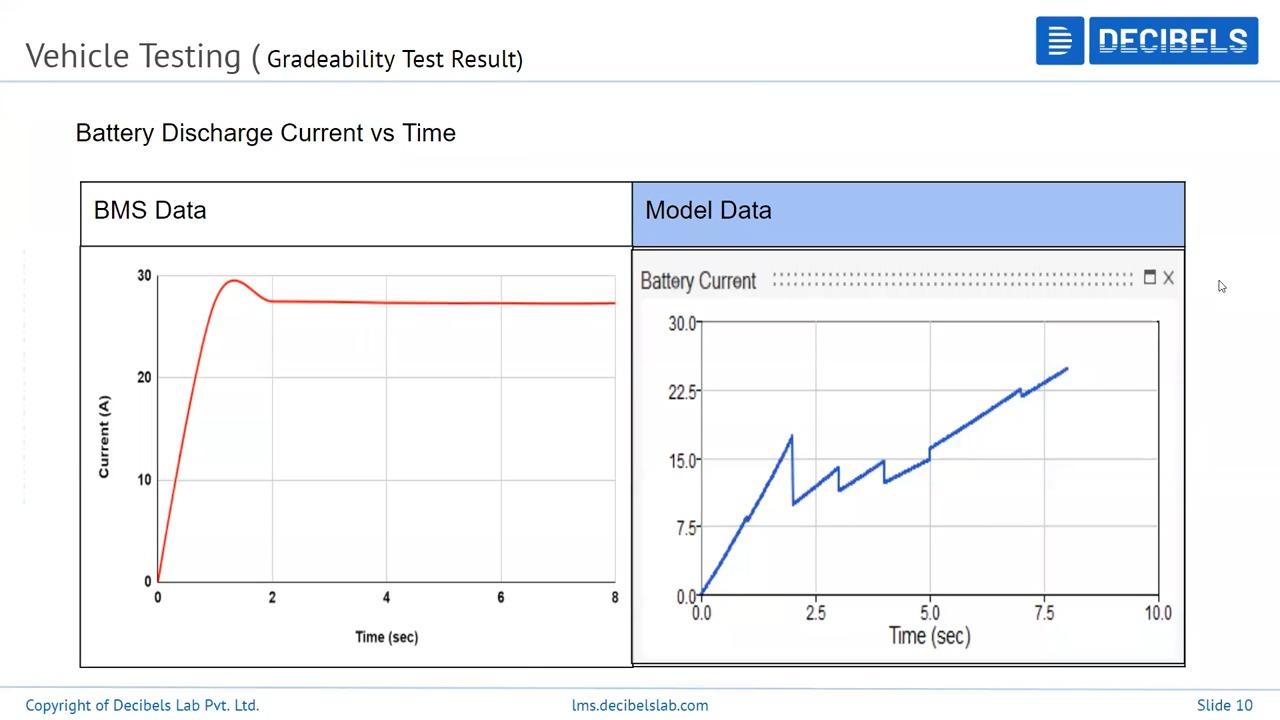 Vehicle Testing ( Gradeability Test Result)
DECIBELS
Battery Discharge Current vs Time
BMS Data
Model Data
30
20
10
0
Current (A)
0 2 4 6 8
Time (sec)
Battery Current
X
30.0
22.5
15.0
7.5
0.0
0.0 2.5 5.0 7.5 10.0
Time (sec)
Copyright of Decibels Lab Pvt. Ltd.
lms.decibelslab.com
Slide 10